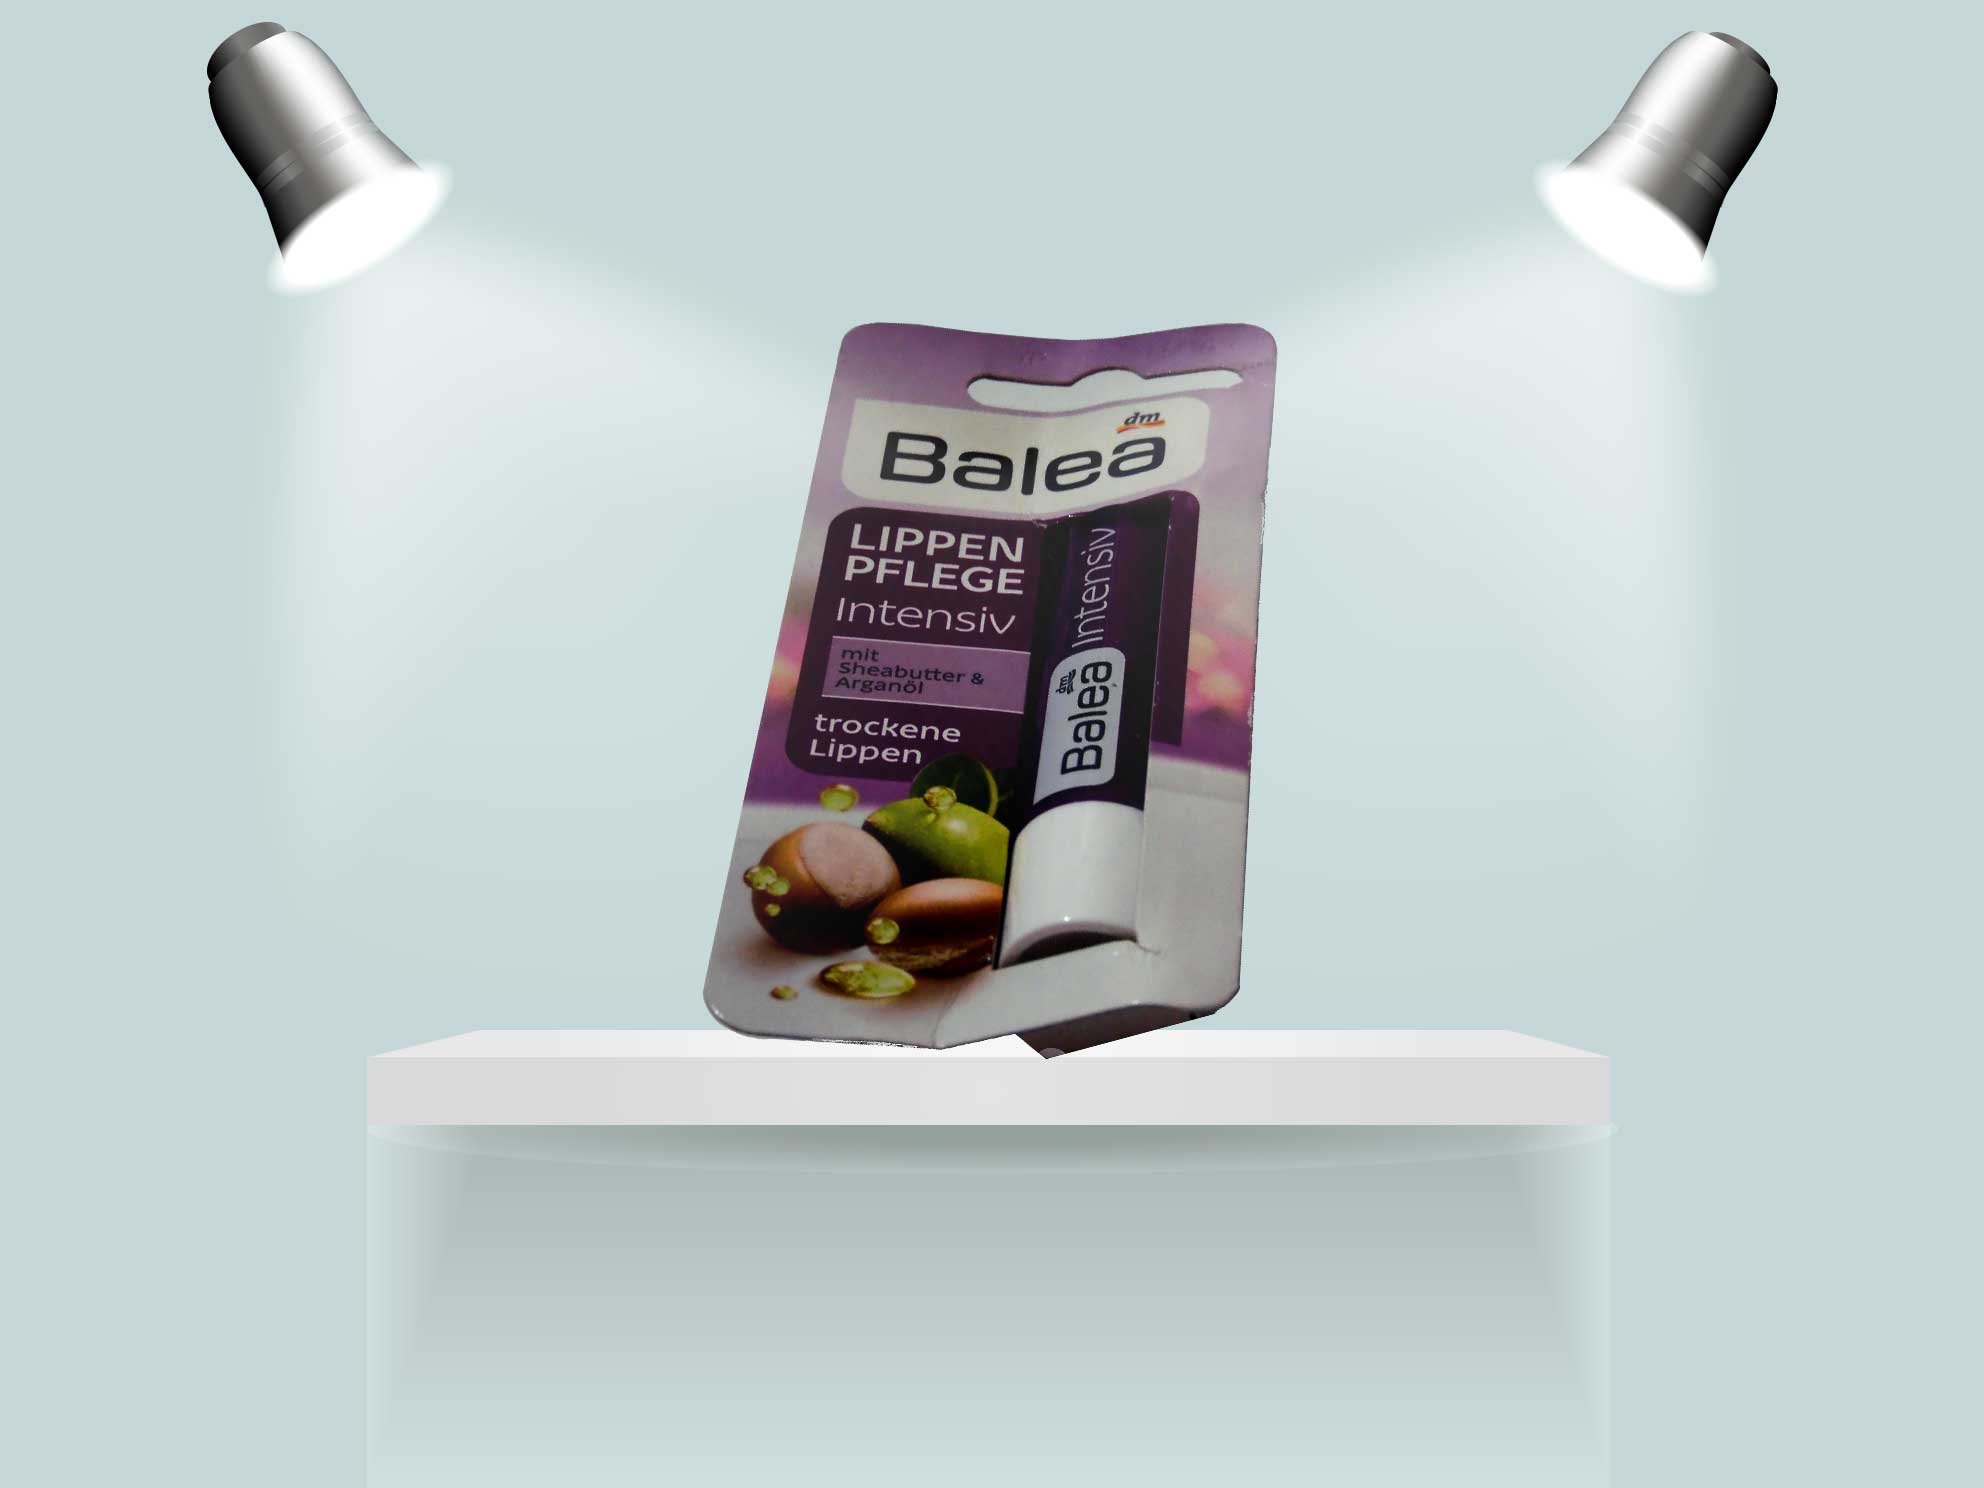 dm
Balea
LIPPEN
PFLEGE
Intensiv
mit
Sheabutter &
Arganöl
trockene
Lippen
dm
Balea Intensiv